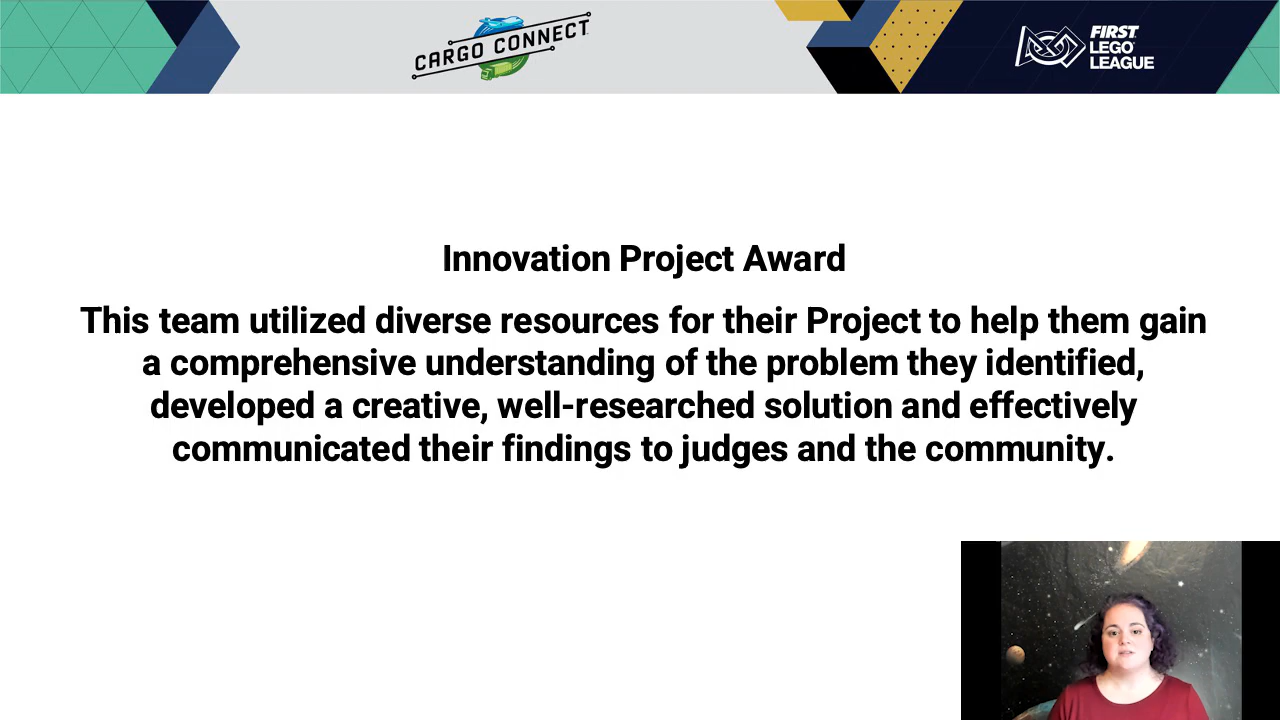 CARGO CONNECT
FIRST
LEGO
LEAGUE
Innovation Project Award
This team utilized diverse resources for their Project to help them gain
a comprehensive understanding of the problem they identified,
developed a creative, well-researched solution and effectively
communicated their findings to judges and the community.